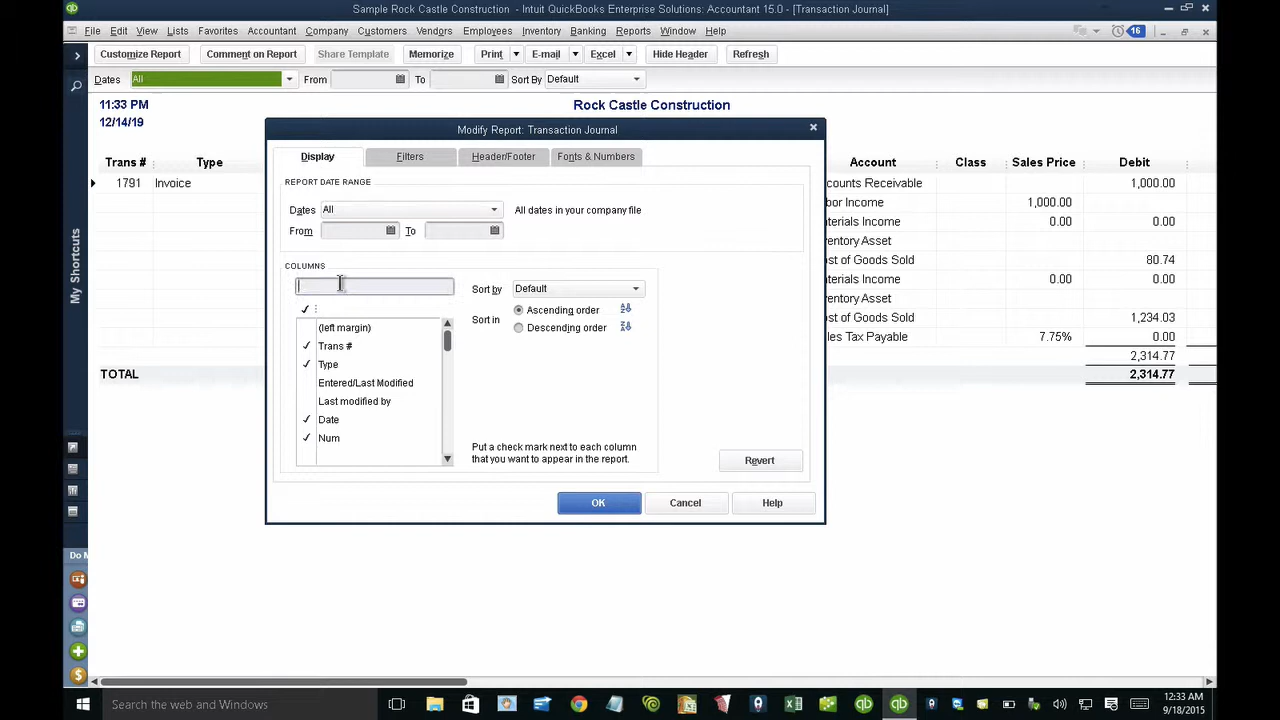 Sample Rock Castle Construction - Intuit QuickBooks Enterprise Solutions: Accountant 15.0 - [Transaction Journal]
File Edit View Lists Favorites Accountant Company Customers Vendors Employees Inventory Banking Reports Window Help 16
Customize Report Comment on Report Share Template Memorize Print E-mail Excel Hide Header Refresh
Dates All From To Sort By Default
11:33 PM Rock Castle Construction
12/14/19
Modify Report: Transaction Journal
Display Filters Header/Footer Fonts & Numbers
Trans # Type Account Class Sales Price Debit
REPORT DATE RANGE
1791 Invoice counts Receivable 1,000.00
bor Income 1,000.00
Dates All All dates in your company file
aterials Income 0.00 0.00
From To
entory Asset
ost of Goods Sold 80.74
COLUMNS
aterials Income 0.00 0.00
Sort by Default
entory Asset
Sort in Ascending order
Descending order
ost of Goods Sold 1,234.03
les Tax Payable 7.75% 0.00
2,314.77
TOTAL 2,314.77
(left margin)
Trans #
Type
Entered/Last Modified
Last modified by
Date
Num
Put a check mark next to each column
that you want to appear in the report.
Revert
OK Cancel Help
My Shortcuts
Do M
Search the web and Windows
12:33 AM
9/18/2015